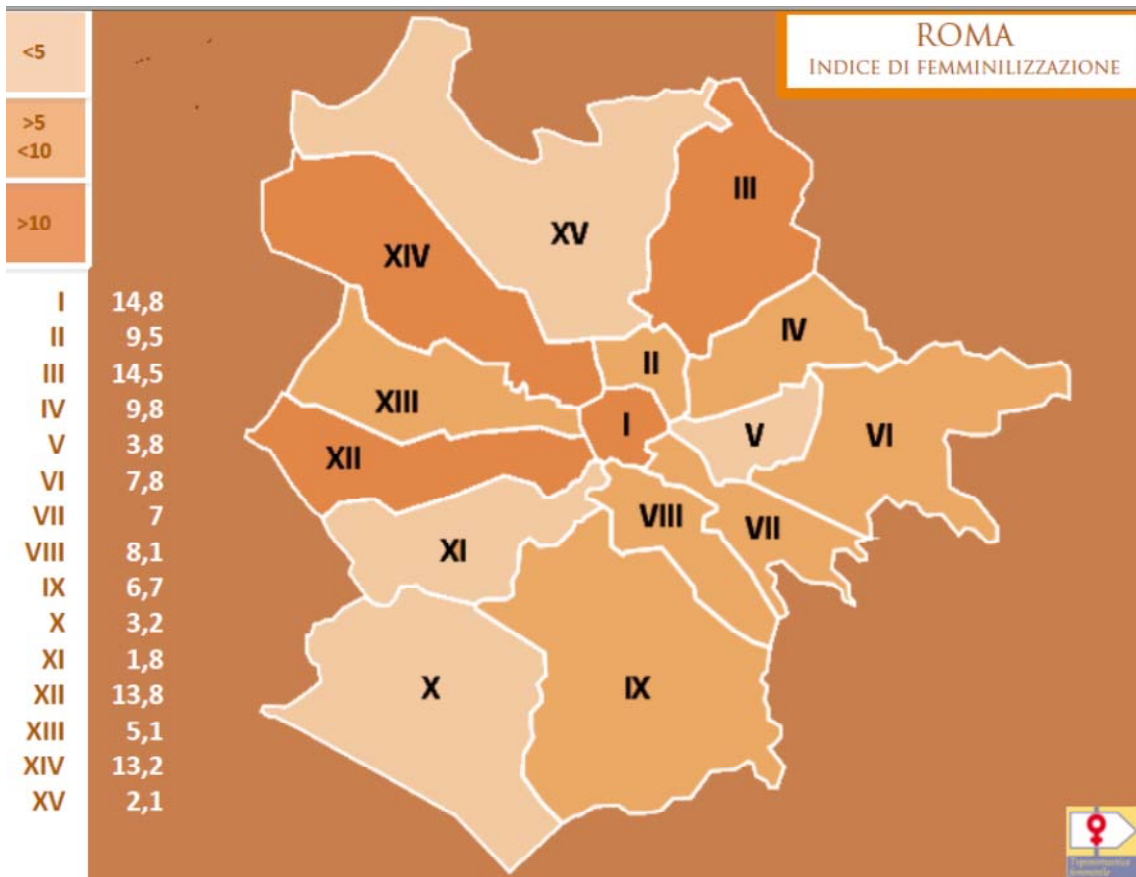 ROMA
INDICE DI FEMMINILIZZAZIONE
<5
>5
<10
>10
I 14,8
II 9,5
III 14,5
IV 9,8
V 3,8
VI 7,8
VII 7
VIII 8,1
IX 6,7
X 3,2
XI 1,8
XII 13,8
XIII 5,1
XIV 13,2
XV 2,1
III
XV
XIV
IV
II
XIII
I
V
VI
XII
VIII
VII
XI
X
IX
Toponomastica
femminile